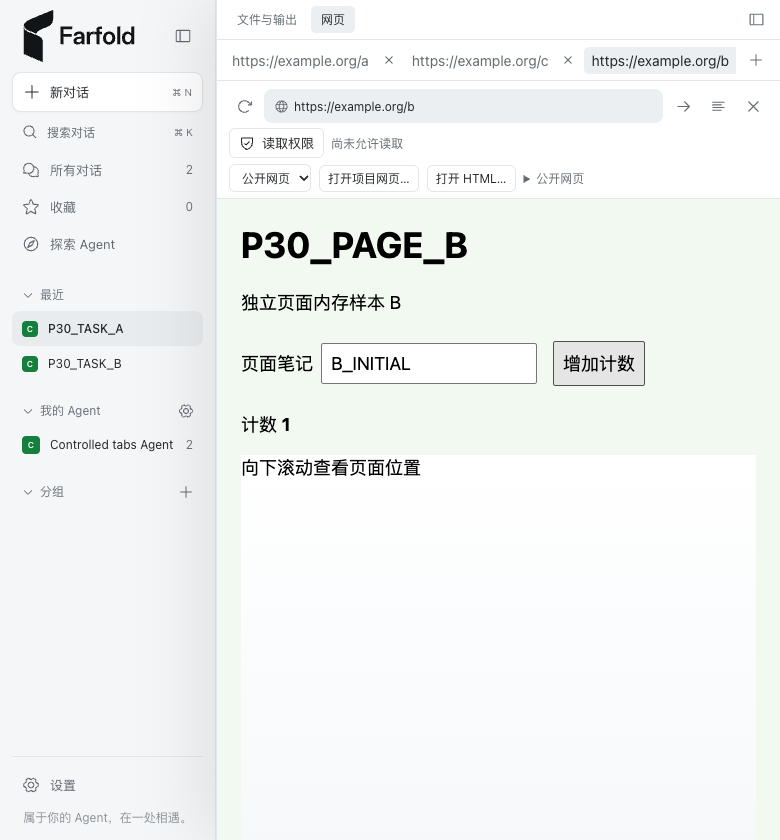 Farfold
新对话 ⌘ N
搜索对话 ⌘ K
所有对话 2
收藏 0
探索 Agent
最近
C P30_TASK_A
C P30_TASK_B
我的 Agent
C Controlled tabs Agent 2
分组
设置
属于你的 Agent，在一处相遇。
文件与输出 网页
https://example.org/a https://example.org/c https://example.org/b
https://example.org/b
读取权限 尚未允许读取
公开网页 打开项目网页... 打开 HTML... 公开网页
P30_PAGE_B
独立页面内存样本 B
页面笔记 B_INITIAL 增加计数
计数 1
向下滚动查看页面位置